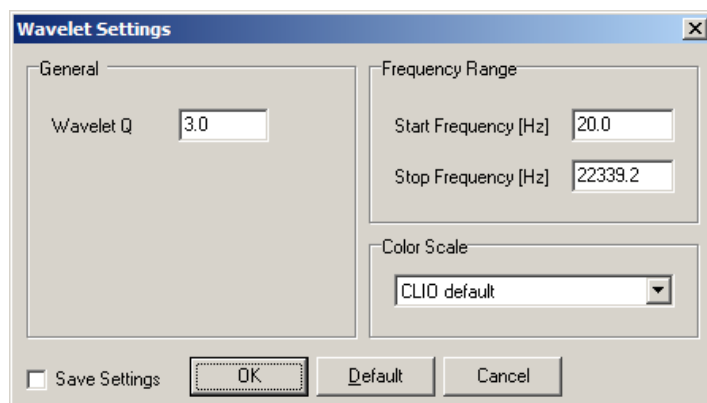 Wavelet Settings
General
Wavelet Q
3.0
Frequency Range
Start Frequency [Hz]
20.0
Stop Frequency [Hz]
22339.2
Color Scale
CLIO default
Save Settings
OK
Default
Cancel